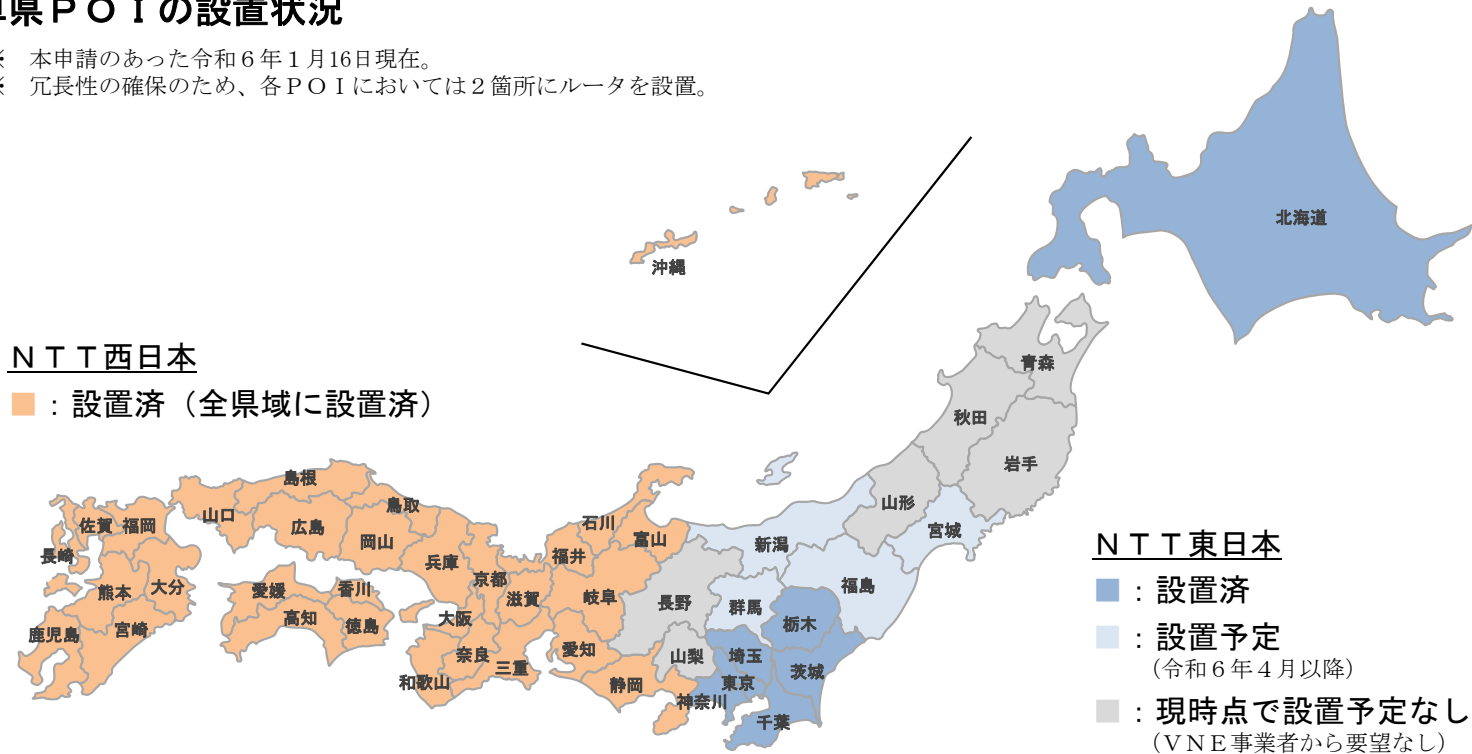 県ＰＯＩの設置状況
※ 本申請のあった令和６年１月16日現在。
※ 冗長性の確保のため、各ＰＯＩにおいては２箇所にルータを設置。
北海道
沖縄
ＮＴＴ西日本
：設置済（全県域に設置済）
青森
秋田
岩手
山形
宮城
新潟
福島
島根
鳥取
山口
広島
岡山
兵庫
京都
佐賀
福岡
長崎
熊本
大分
鹿児島
宮崎
愛媛
香川
高知
徳島
大阪
滋賀
奈良
三重
和歌山
石川
富山
福井
岐阜
愛知
静岡
長野
山梨
群馬
栃木
埼玉
茨城
東京
神奈川
千葉
ＮＴＴ東日本
：設置済
：設置予定
（令和６年４月以降）
：現時点で設置予定なし
（ＶＮＥ事業者から要望なし）